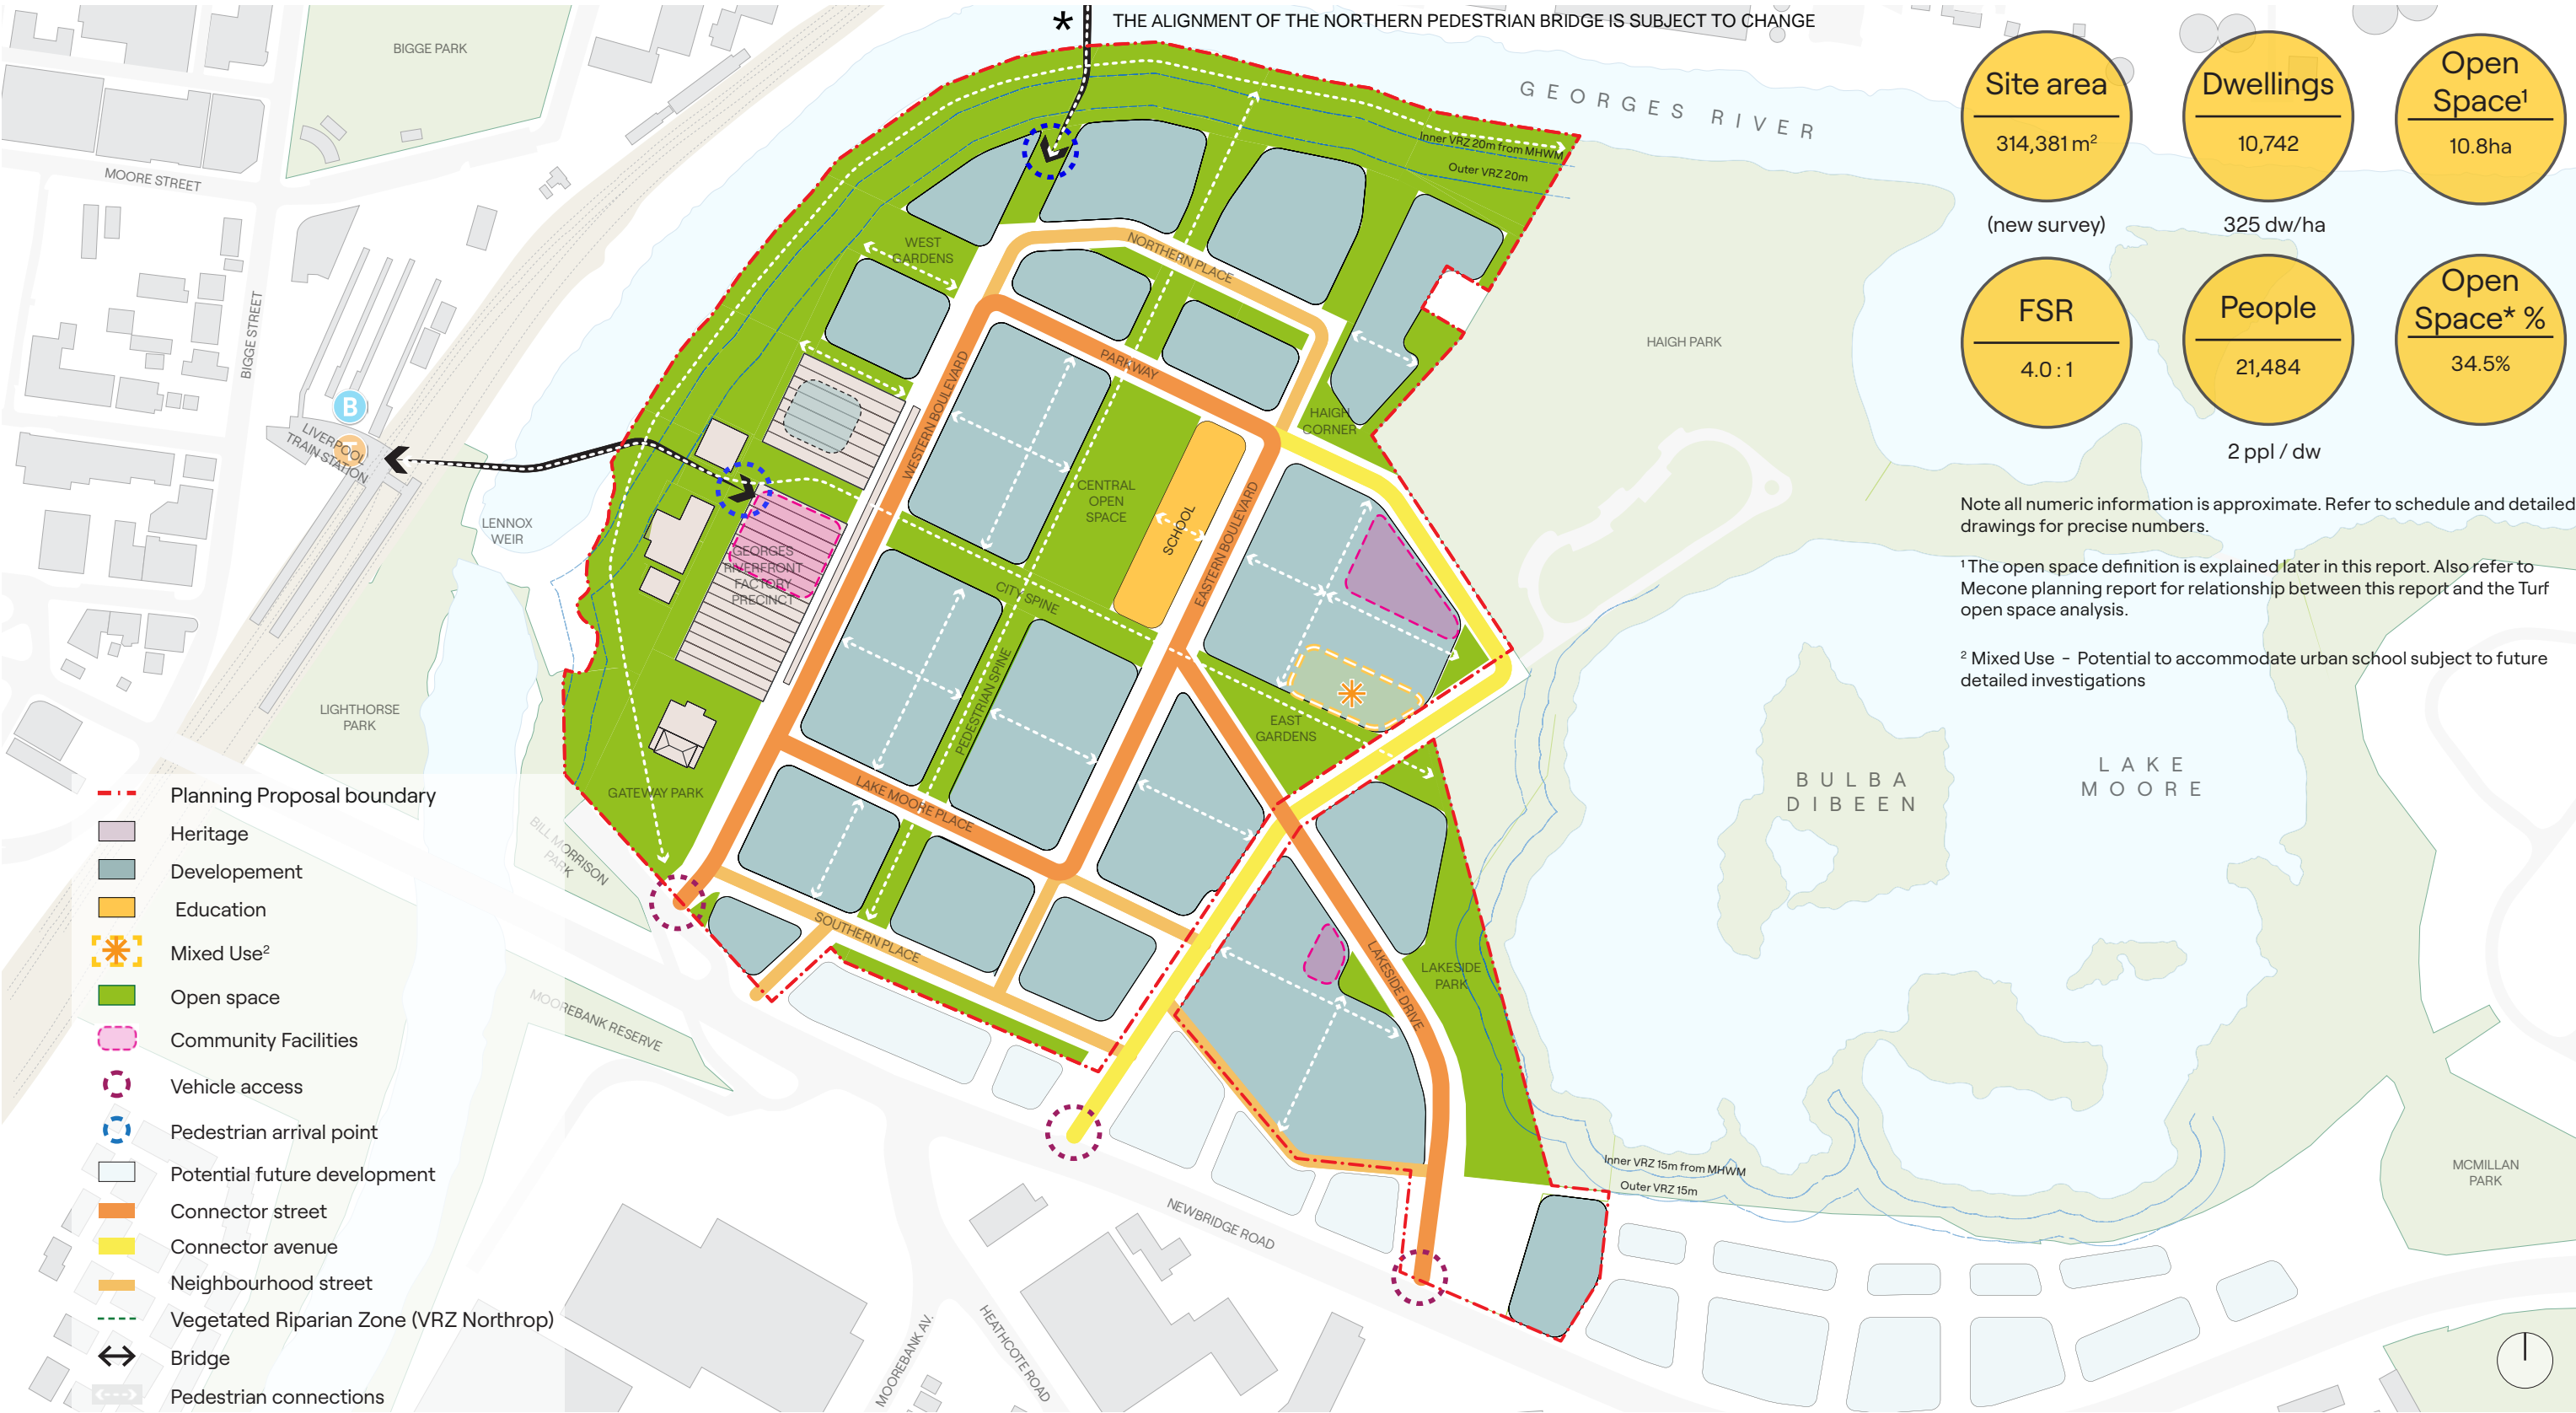 * THE ALIGNMENT OF THE NORTHERN PEDESTRIAN BRIDGE IS SUBJECT TO CHANGE
BIGGE PARK
GEORGES RIVER
MOORE STREET
BIGGE STREET
B
LIVERPOOL
TRAIN STATION
LENNOX
WEIR
LIGHTHORSE
PARK
Inner VRZ 20m from MHWM
Outer VRZ 20m
WEST
GARDENS
NORTHERN PLACE
PARKWAY
WESTERN BOULEVARD
HAIGH
CORNER
HAIGH PARK
CENTRAL
OPEN
SPACE
SCHOOL
EASTERN BOULEVARD
GEORGES
RIVERFRONT
FACTORY
PRECINCT
CITY SPINE
PEDESTRIAN SPINE
EAST
GARDENS
GATEWAY PARK
LAKE MOORE PLACE
BILL MORRISON
PARK
SOUTHERN PLACE
LAKESIDE
PARK
LAKESIDE DRIVE
MOOREBANK RESERVE
NEWBRIDGE ROAD
MOOREBANK AV.
HEATHCOTE ROAD
Inner VRZ 15m from MHWM
Outer VRZ 15m
BULBA
DIBEEN
LAKE
MOORE
MCMILLAN
PARK
Site area
314,381 m²
(new survey)
Dwellings
10,742
325 dw/ha
Open
Space¹
10.8ha
FSR
4.0 : 1
People
21,484
2 ppl / dw
Open
Space* %
34.5%
Note all numeric information is approximate. Refer to schedule and detailed
drawings for precise numbers.
¹ The open space definition is explained later in this report. Also refer to
Mecone planning report for relationship between this report and the Turf
open space analysis.
² Mixed Use - Potential to accommodate urban school subject to future
detailed investigations
Planning Proposal boundary
Heritage
Developement
Education
Mixed Use²
Open space
Community Facilities
Vehicle access
Pedestrian arrival point
Potential future development
Connector street
Connector avenue
Neighbourhood street
Vegetated Riparian Zone (VRZ Northrop)
Bridge
Pedestrian connections